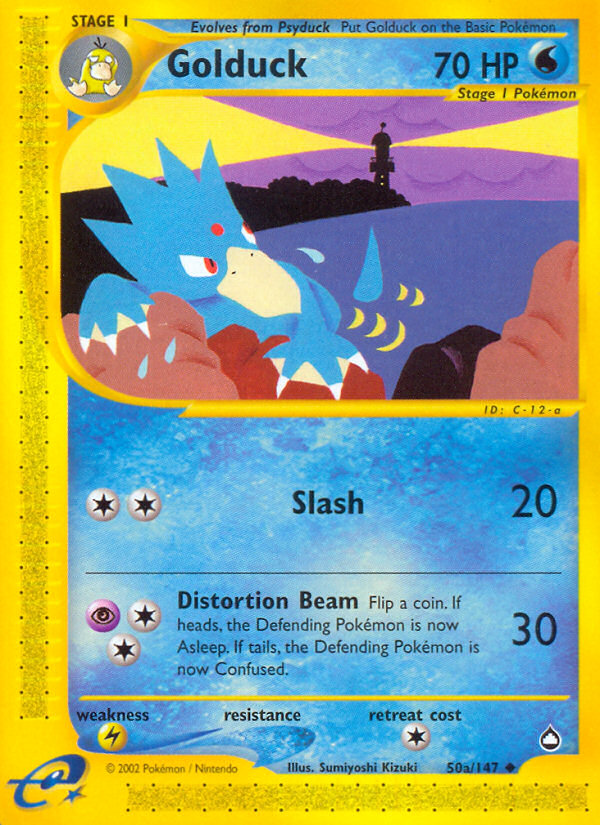 STAGE 1
Evolves from Psyduck Put Golduck on the Basic Pokémon
Golduck 70 HP
Stage 1 Pokémon
ID: C-12-a
Slash 20
Distortion Beam Flip a coin. If
heads, the Defending Pokémon is now
Asleep. If tails, the Defending Pokémon is
now Confused.
30
weakness resistance retreat cost
© 2002 Pokémon / Nintendo Illus. Sumiyoshi Kizuki 50a/147
e